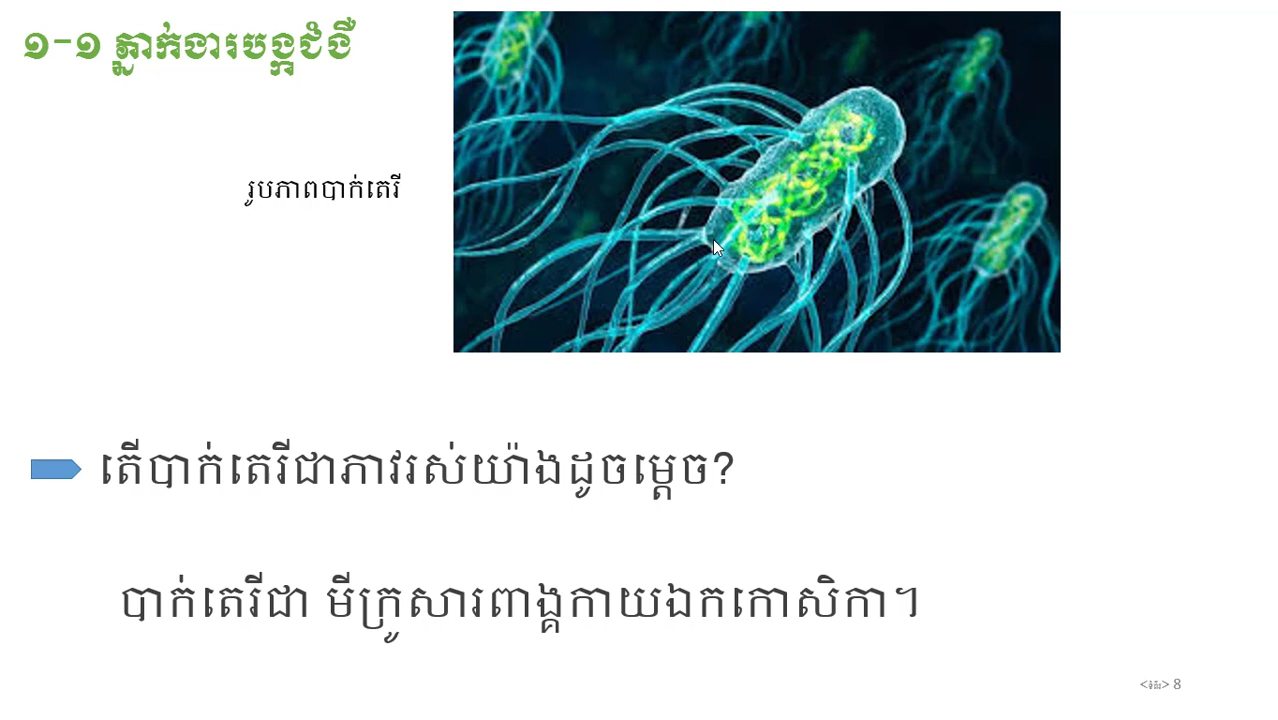 ១-១ ភ្នាក់ងារបង្កជំងឺ
រូបភាពបាក់តេរី
តើបាក់តេរីជាភាវរស់យ៉ាងដូចម្តេច?
បាក់តេរីជា មីក្រូសារពាង្គកាយឯកកោសិកា។
8